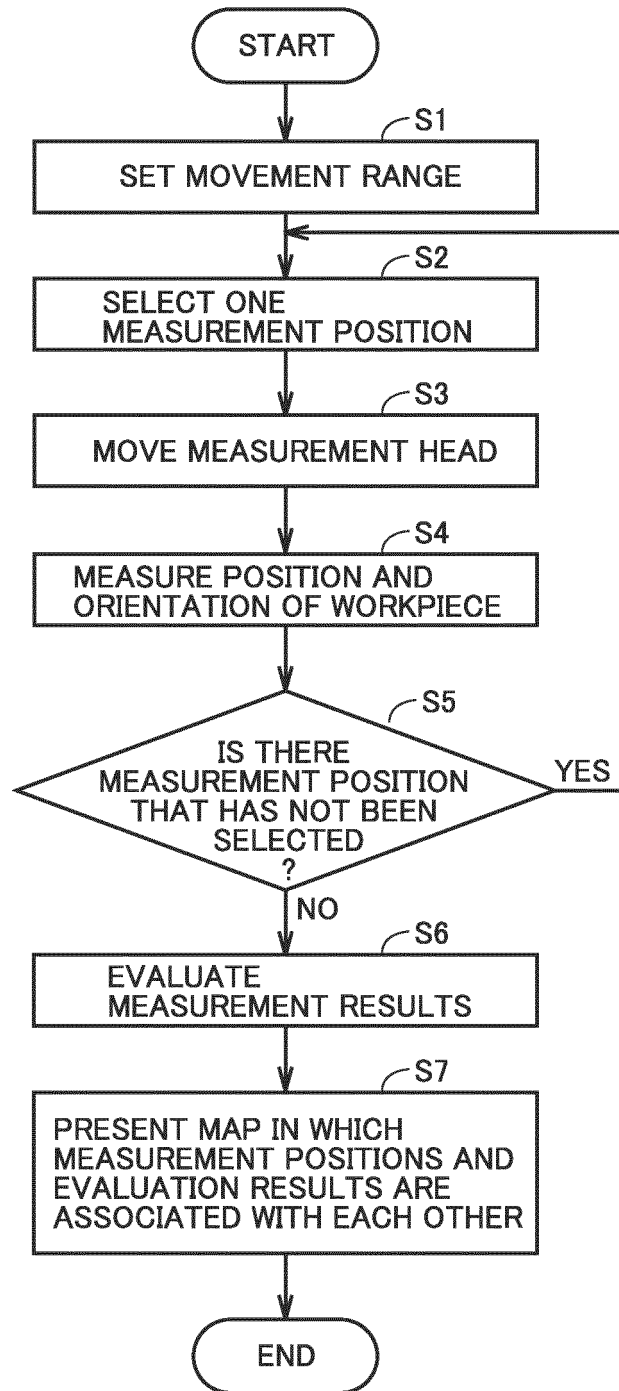 START
S1
SET MOVEMENT RANGE
S2
SELECT ONE
MEASUREMENT POSITION
S3
MOVE MEASUREMENT HEAD
S4
MEASURE POSITION AND
ORIENTATION OF WORKPIECE
S5
IS THERE
MEASUREMENT POSITION
THAT HAS NOT BEEN
SELECTED
?
YES
NO
S6
EVALUATE
MEASUREMENT RESULTS
S7
PRESENT MAP IN WHICH
MEASUREMENT POSITIONS AND
EVALUATION RESULTS ARE
ASSOCIATED WITH EACH OTHER
END